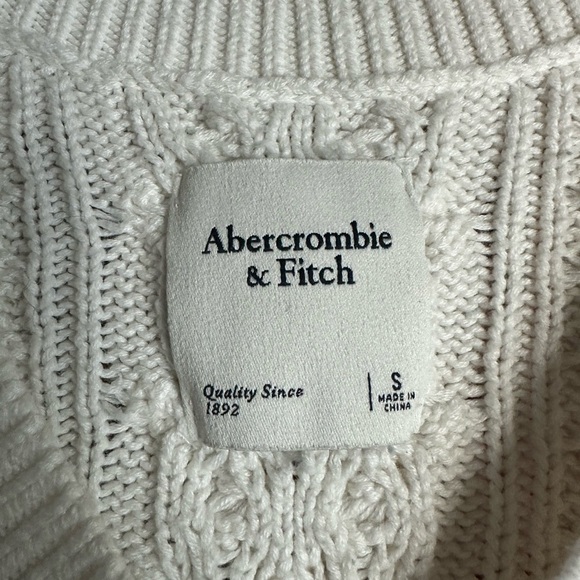 Abercrombie
& Fitch
Quality Since
1892
S
MADE IN
CHINA